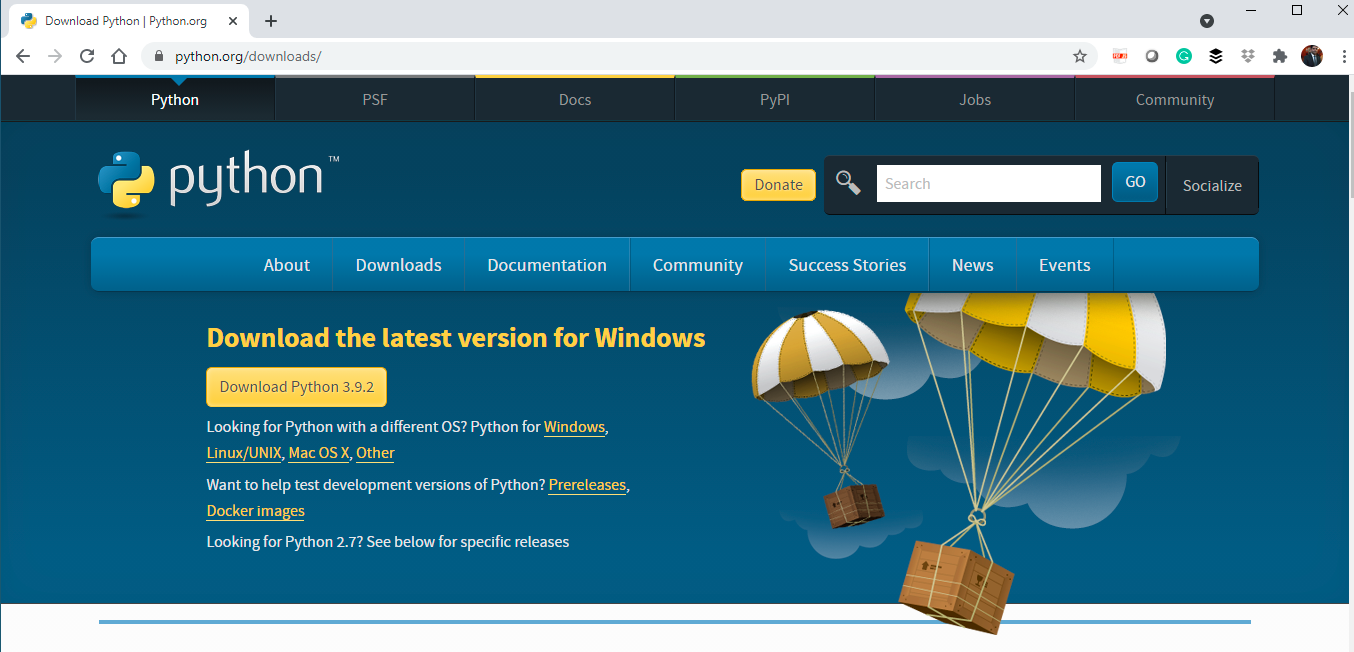 Download Python | Python.org
python.org/downloads/
Python PSF Docs PyPI Jobs Community
python™
Donate Search GO Socialize
About Downloads Documentation Community Success Stories News Events
Download the latest version for Windows
Download Python 3.9.2
Looking for Python with a different OS? Python for Windows,
Linux/UNIX, Mac OS X, Other
Want to help test development versions of Python? Prereleases,
Docker images
Looking for Python 2.7? See below for specific releases